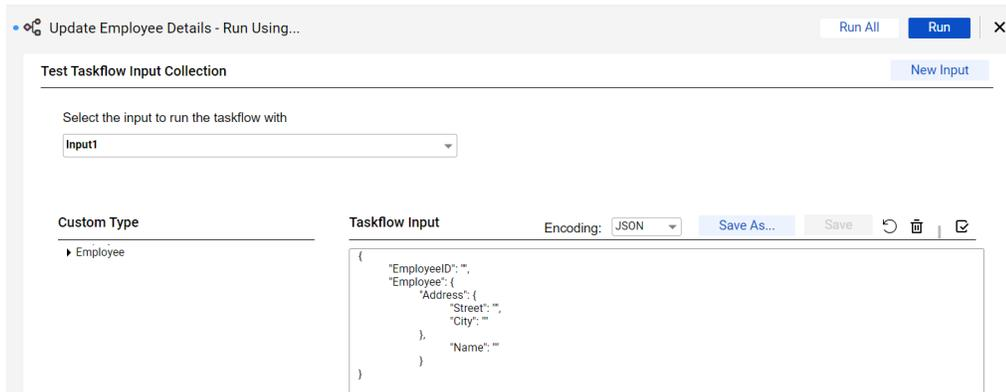 Update Employee Details - Run Using...
Run All
Run
Test Taskflow Input Collection
New Input
Select the input to run the taskflow with
Input1
Custom Type
Taskflow Input
Encoding:
JSON
Save As...
Save
Employee
{
"EmployeeID": "",
"Employee": {
"Address": {
"Street": "",
"City": ""
},
"Name": ""
}
}